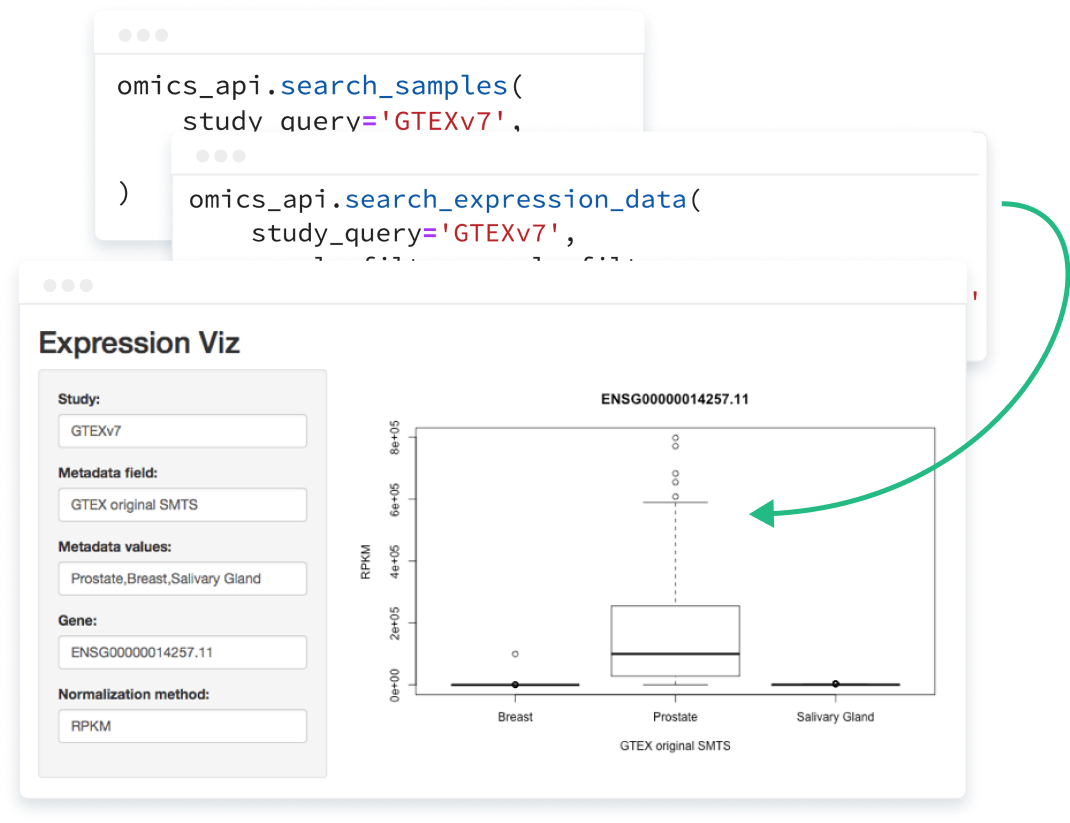 omics_api.search_samples(
study_query='GTEXv7',
)
omics_api.search_expression_data(
study_query='GTEXv7',
'
Expression Viz
Study:
GTEXv7
Metadata field:
GTEX original SMTS
Metadata values:
Prostate,Breast,Salivary Gland
Gene:
ENSG00000014257.11
Normalization method:
RPKM
ENSG00000014257.11
RPKM
8e+05
6e+05
4e+05
2e+05
0e+00
Breast Prostate Salivary Gland
GTEX original SMTS